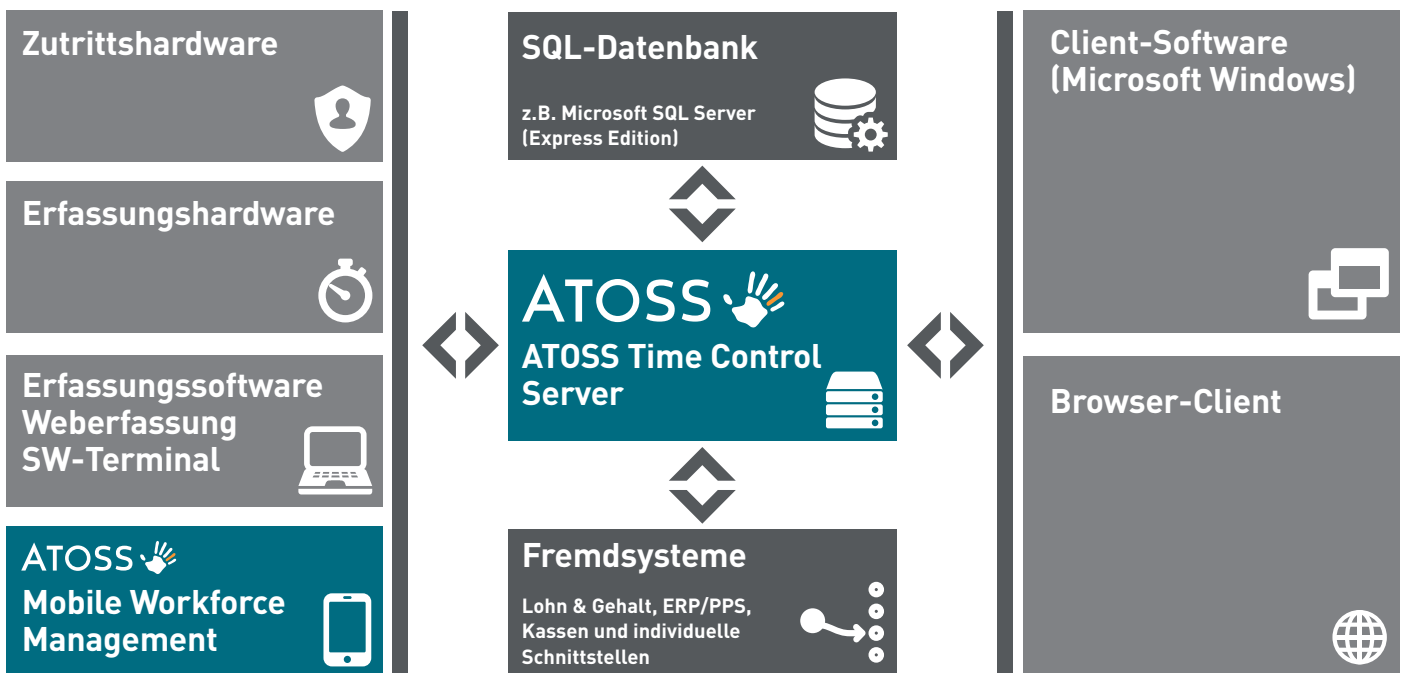 Zutrittshardware
Erfassungshardware
Erfassungssoftware
Weberfassung
SW-Terminal
ATOSS
Mobile Workforce
Management
SQL-Datenbank
z.B. Microsoft SQL Server
(Express Edition)
ATOSS
ATOSS Time Control
Server
Fremdsysteme
Lohn & Gehalt, ERP/PPS,
Kassen und individuelle
Schnittstellen
Client-Software
(Microsoft Windows)
Browser-Client